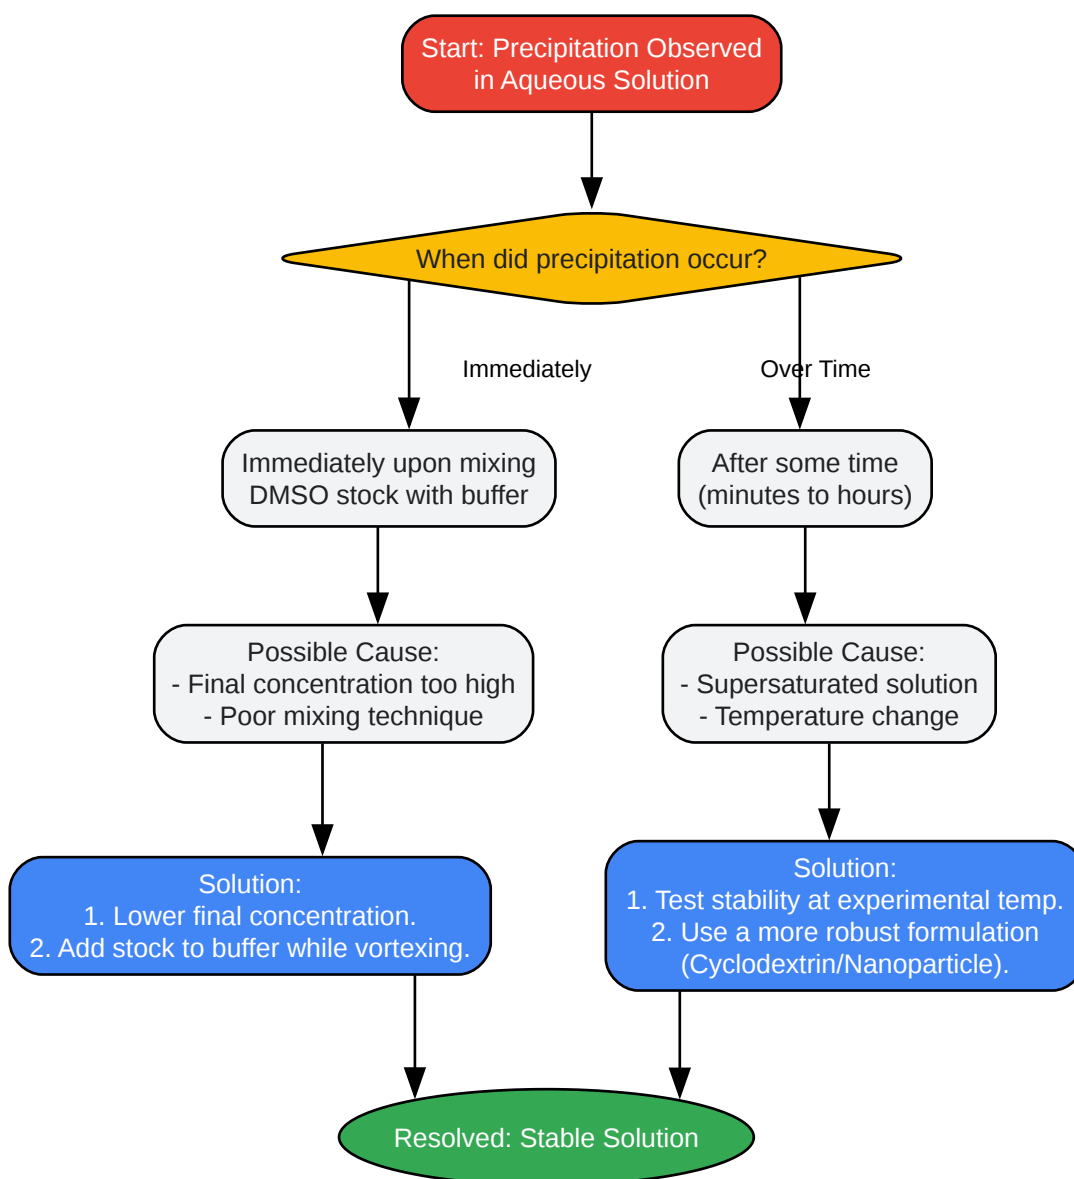 Start: Precipitation Observed
in Aqueous Solution
When did precipitation occur?
Immediately
Over Time
Immediately upon mixing
DMSO stock with buffer
After some time
(minutes to hours)
Possible Cause:
- Final concentration too high
- Poor mixing technique
Possible Cause:
- Supersaturated solution
- Temperature change
Solution:
1. Lower final concentration.
2. Add stock to buffer while vortexing.
Solution:
1. Test stability at experimental temp.
2. Use a more robust formulation
(Cyclodextrin/Nanoparticle).
Resolved: Stable Solution